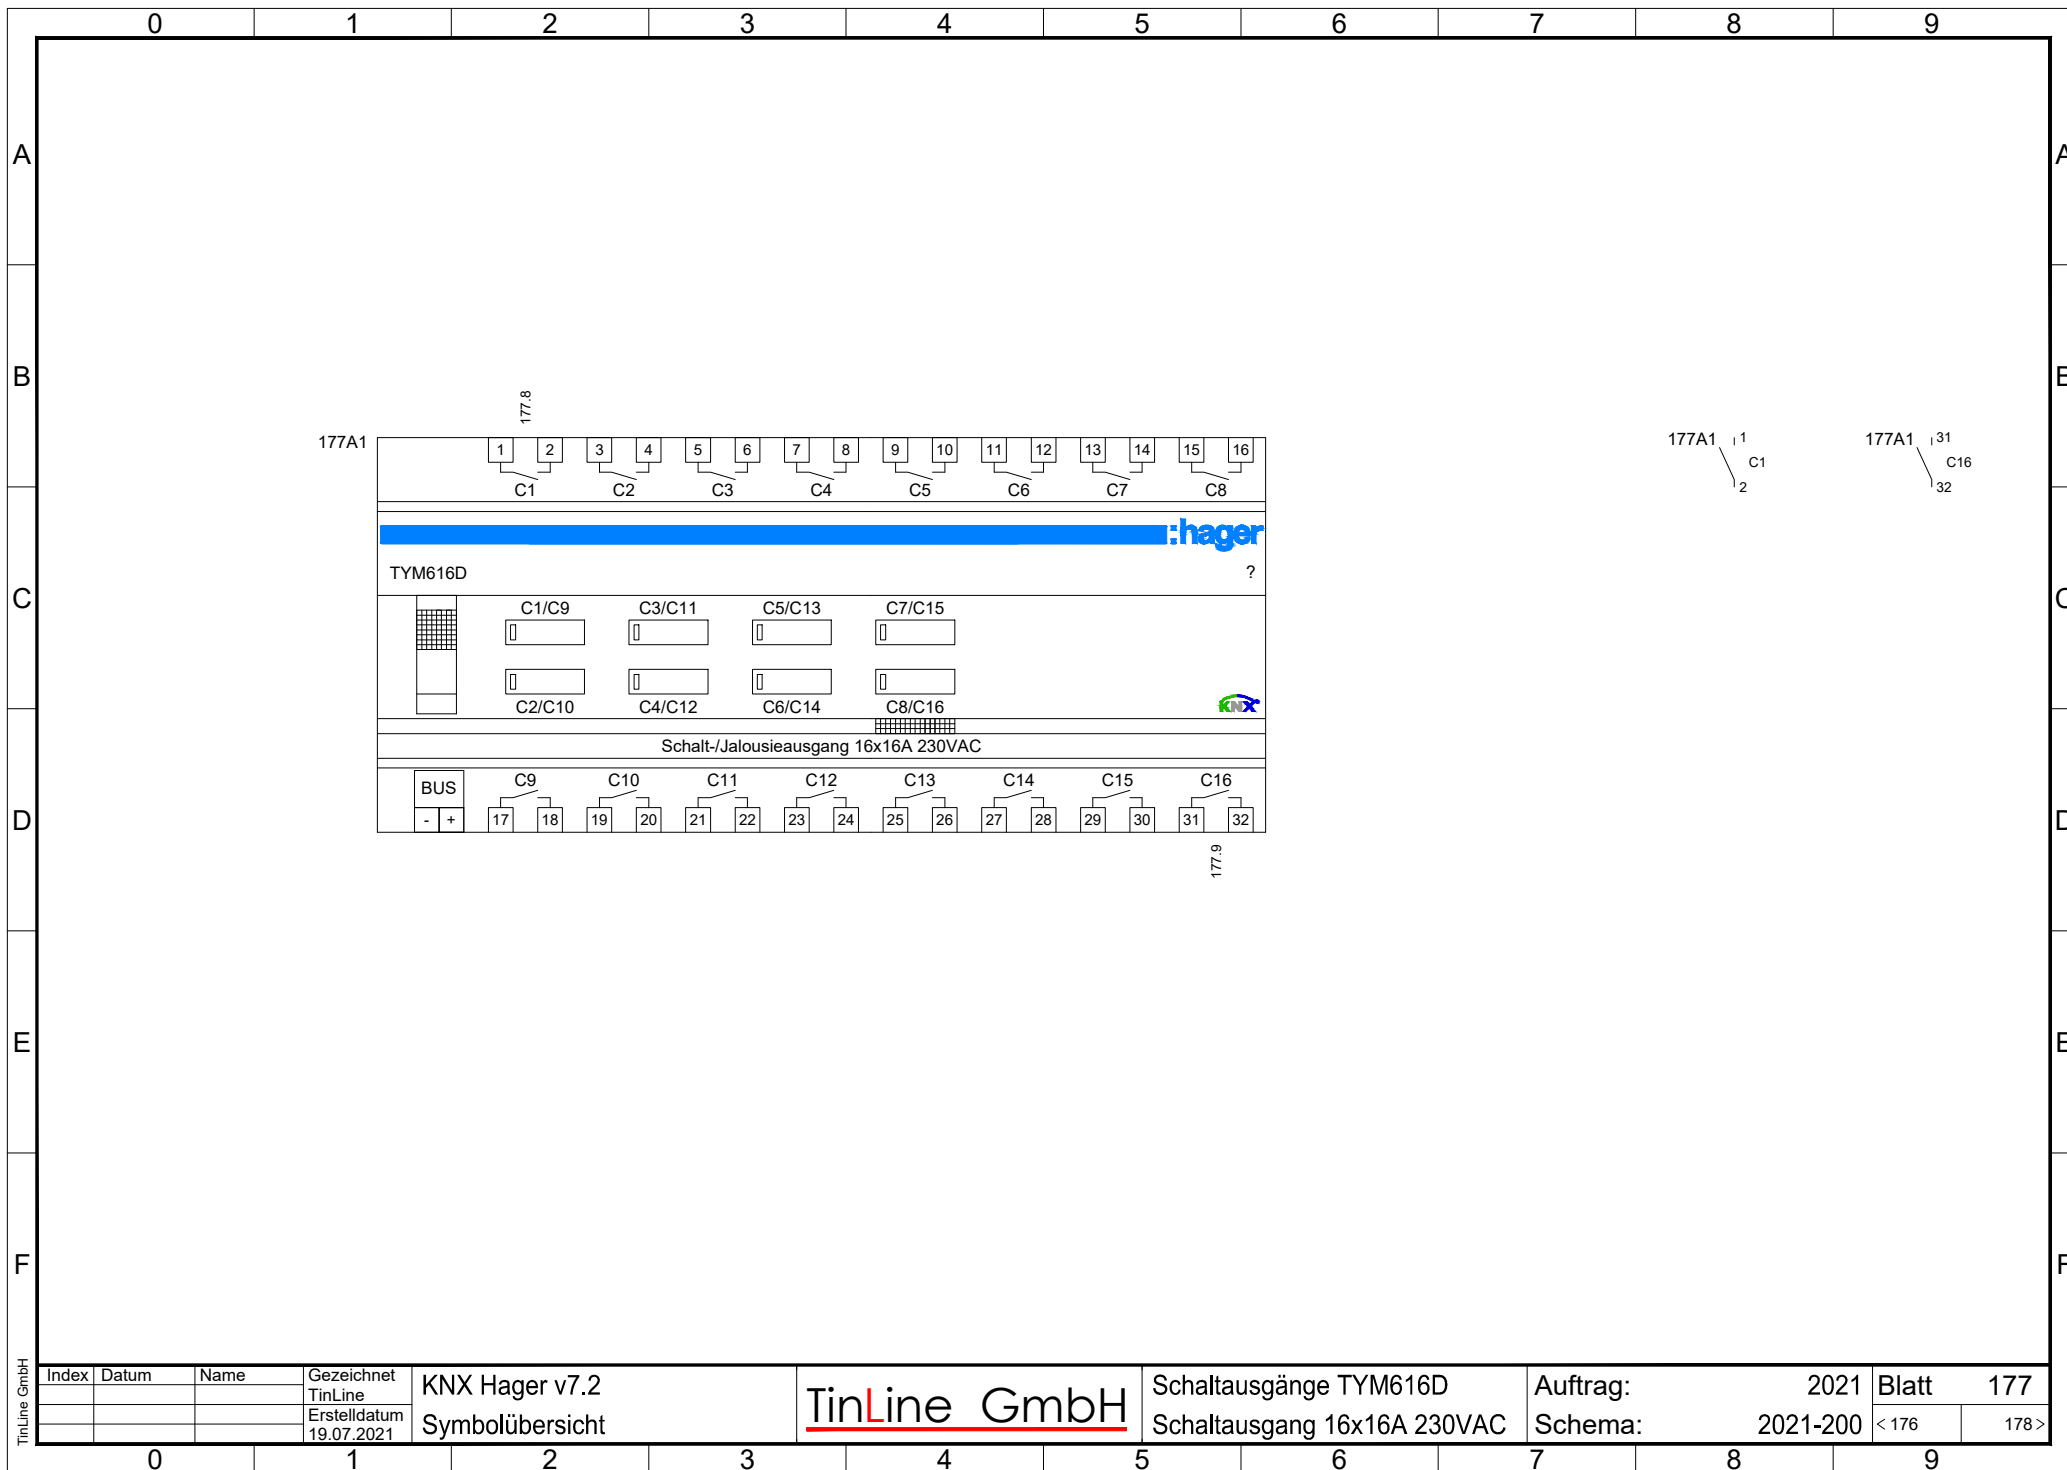 0 1 2 3 4 5 6 7 8 9
A A
B B
177.8
177A1 1 2 3 4 5 6 7 8 9 10 11 12 13 14 15 16
C1 C2 C3 C4 C5 C6 C7 C8
177A1 1 C1 2
177A1 31 C16 32
:hager
TYM616D ?
C C
C1/C9 C3/C11 C5/C13 C7/C15
C2/C10 C4/C12 C6/C14 C8/C16
KNX
Schalt-/Jalousieausgang 16x16A 230VAC
BUS C9 C10 C11 C12 C13 C14 C15 C16
D - + 17 18 19 20 21 22 23 24 25 26 27 28 29 30 31 32 D
177.9
E E
F F
TinLine GmbH
Index Datum Name
Gezeichnet
TinLine
Erstelldatum
19.07.2021
KNX Hager v7.2
Symbolübersicht
TinLine GmbH
Schaltausgänge TYM616D
Schaltausgang 16x16A 230VAC
Auftrag: 2021
Schema: 2021-200
Blatt 177
<176 178>
0 1 2 3 4 5 6 7 8 9